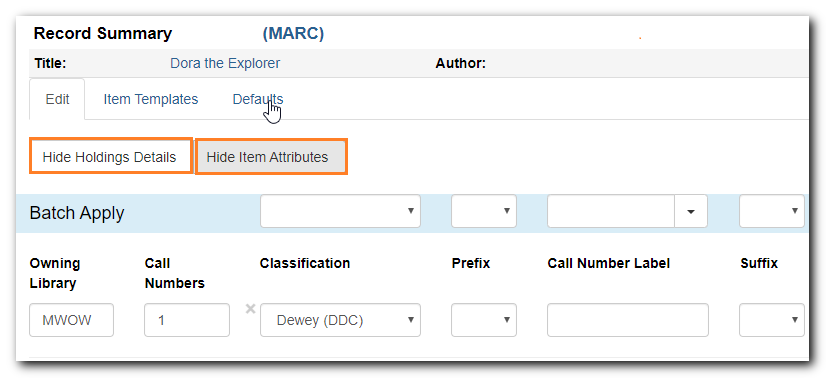 Record Summary (MARC)
Title: Dora the Explorer Author:
Edit Item Templates Defaults
Hide Holdings Details Hide Item Attributes
Batch Apply
Owning Library Call Numbers Classification Prefix Call Number Label Suffix
MWOW 1 Dewey (DDC)